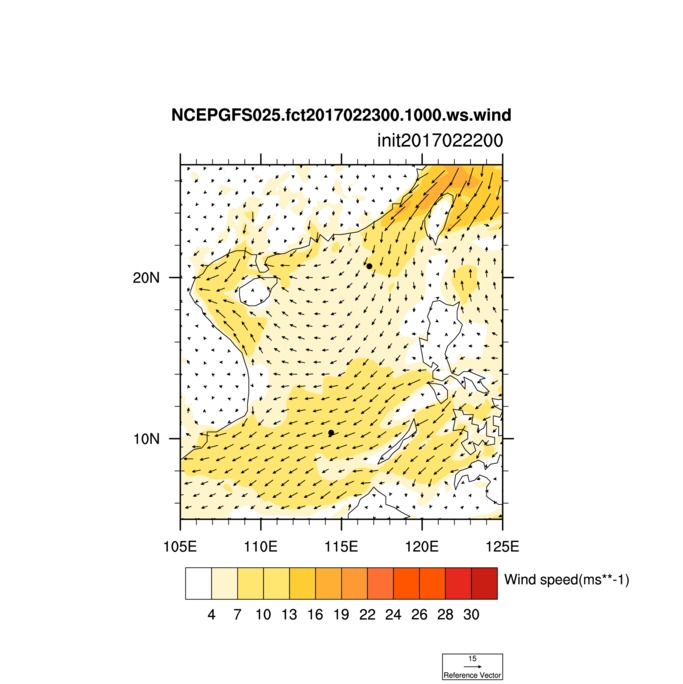 NCEPGFS025.fct2017022300.1000.ws.wind
init2017022200
20N
10N
105E 110E 115E 120E 125E
Wind speed(ms**-1)
4 7 10 13 16 19 22 24 26 28 30
15
Reference Vector